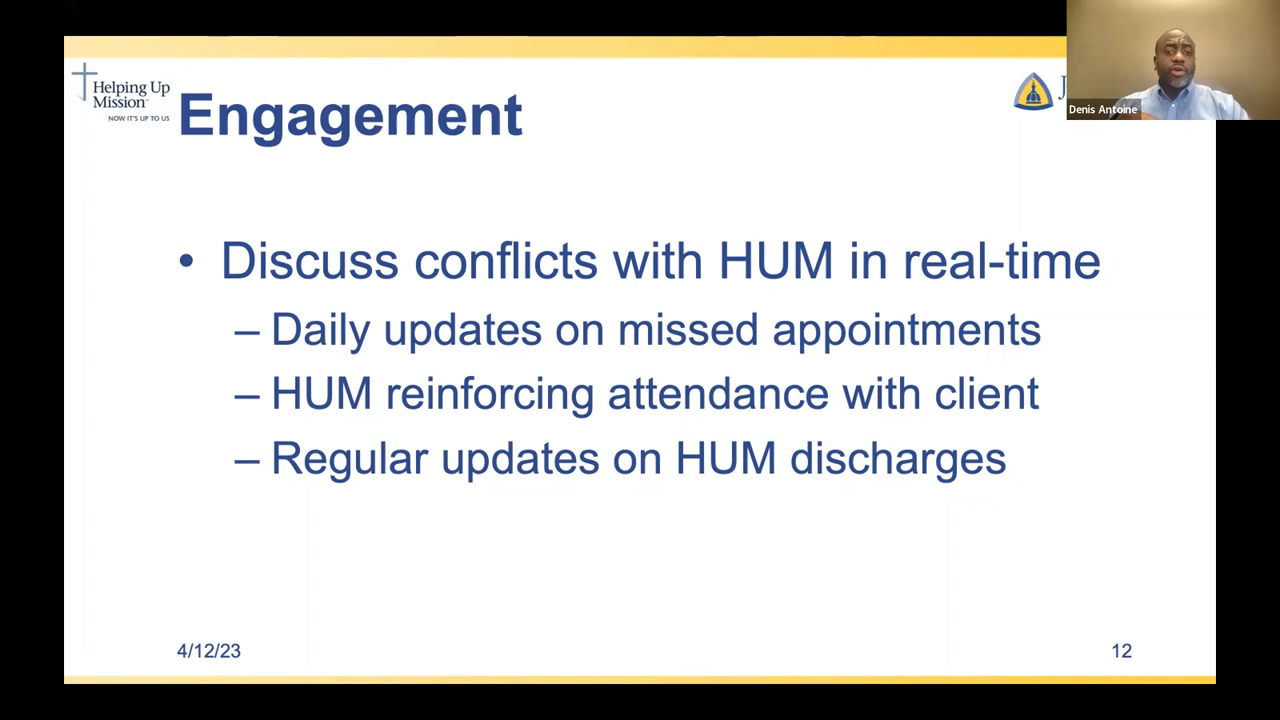 Helping Up
Mission
NOW IT'S UP TO US
Engagement
Denis Antoine
• Discuss conflicts with HUM in real-time
– Daily updates on missed appointments
– HUM reinforcing attendance with client
– Regular updates on HUM discharges
4/12/23
12